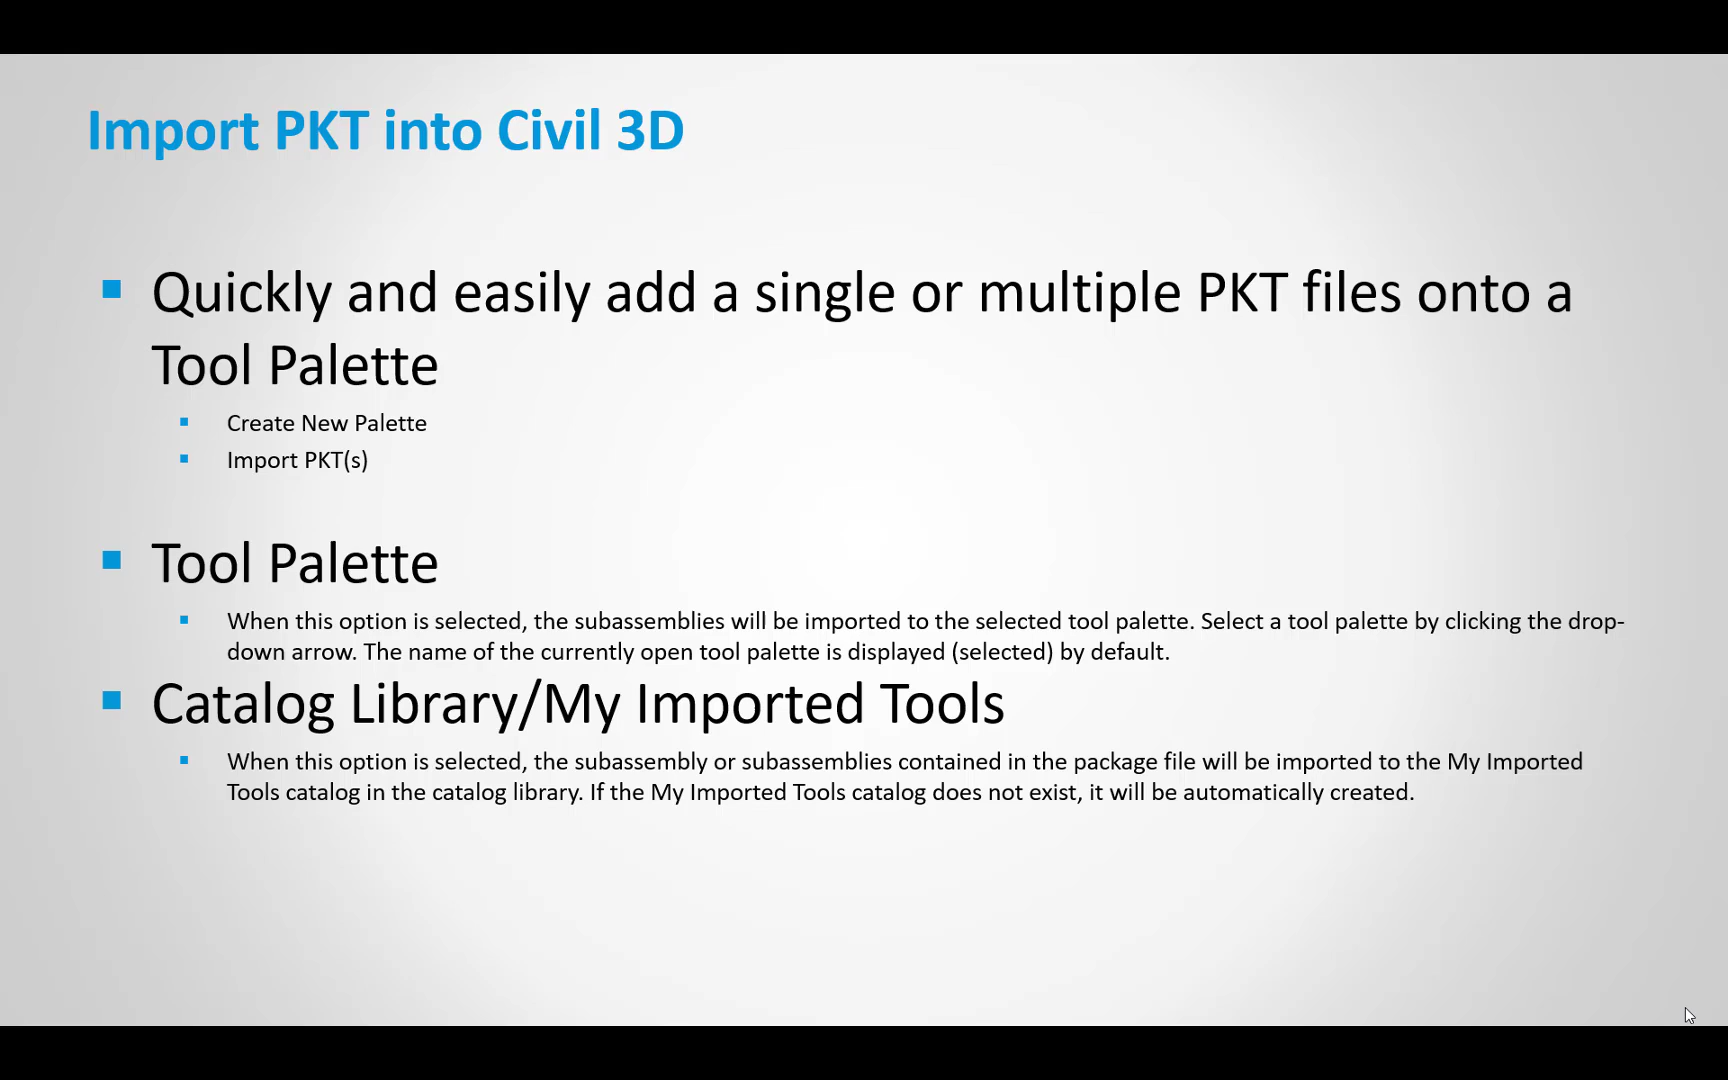 Import PKT into Civil 3D
Quickly and easily add a single or multiple PKT files onto a
Tool Palette
Create New Palette
Import PKT(s)
Tool Palette
When this option is selected, the subassemblies will be imported to the selected tool palette. Select a tool palette by clicking the drop-
down arrow. The name of the currently open tool palette is displayed (selected) by default.
Catalog Library/My Imported Tools
When this option is selected, the subassembly or subassemblies contained in the package file will be imported to the My Imported
Tools catalog in the catalog library. If the My Imported Tools catalog does not exist, it will be automatically created.